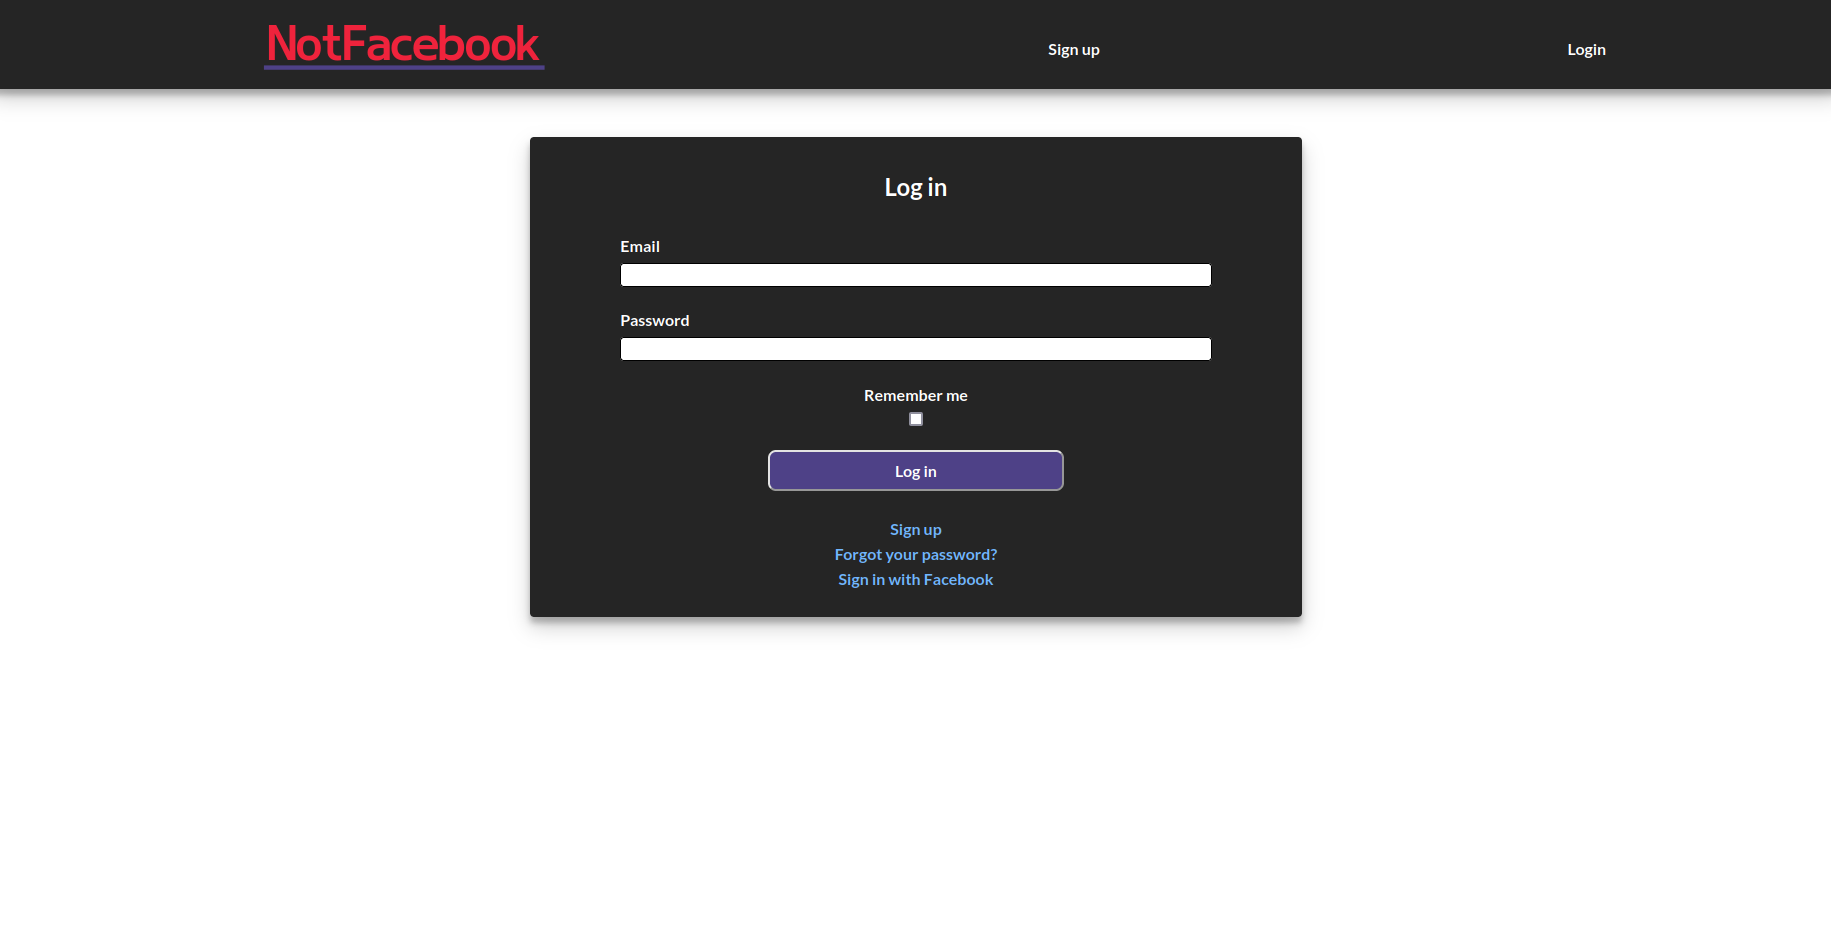 NotFacebook
Sign up
Login
Log in
Email
Password
Remember me
Log in
Sign up
Forgot your password?
Sign in with Facebook